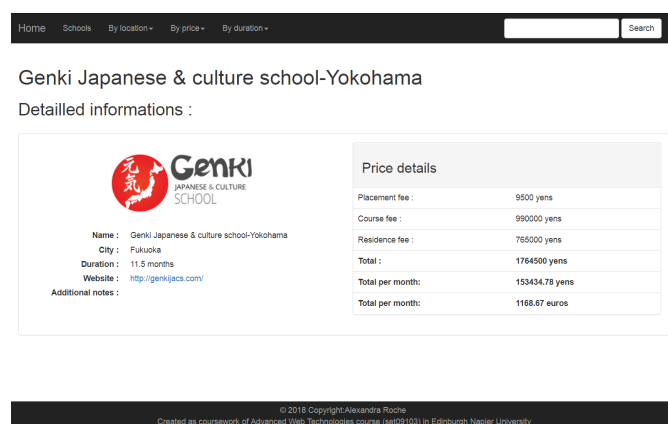 Home Schools By location By price By duration Search
Genki Japanese & culture school-Yokohama
Detailled informations :
元気
GENKI
JAPANESE & CULTURE
SCHOOL
Name : Genki Japanese & culture school-Yokohama
City : Fukuoka
Duration : 11.5 months
Website : http://genkijacs.com/
Additional notes :
Price details
Placement fee : 9500 yens
Course fee : 990000 yens
Residence fee : 765000 yens
Total : 1764500 yens
Total per month: 153434.78 yens
Total per month: 1168.67 euros
© 2018 Copyright:Alexandra Roche
Created as coursework of Advanced Web Technologies course (set09103) in Edinburgh Napier University